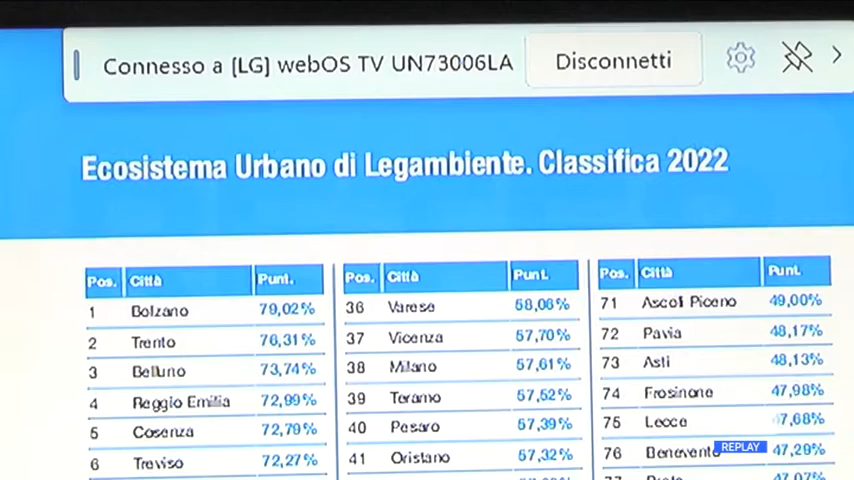 Connesso a [LG] webOS TV UN73006LA Disconnetti
Ecosistema Urbano di Legambiente. Classifica 2022
Pos. Città Punt. Pos. Città Punt. Pos. Città Punt.
1 Bolzano 79,02% 36 Varese 58,06% 71 Ascoli Piceno 49,00%
2 Trento 76,31% 37 Vicenza 57,70% 72 Pavia 48,17%
3 Belluno 73,74% 38 Milano 57,61% 73 Asti 48,13%
4 Reggio Emilia 72,99% 39 Teramo 57,52% 74 Frosinone 47,98%
5 Cosenza 72,79% 40 Pesaro 57,39% 75 Lecce 47,68%
6 Treviso 72,27% 41 Oristano 57,32% 76 Benevento 47,29%
REPLAY
47,07%